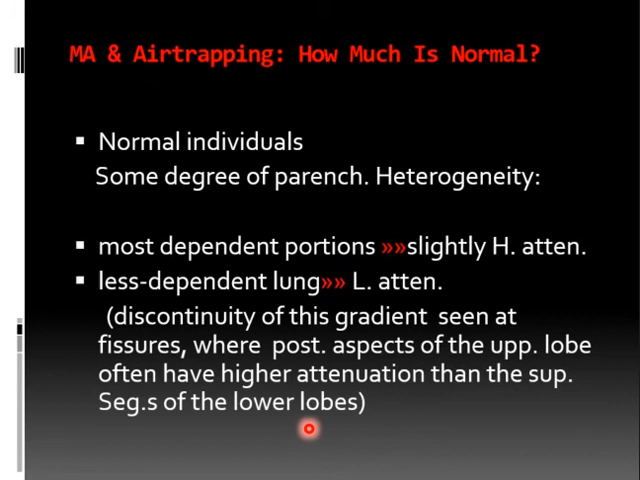 MA & Airtrapping: How Much Is Normal?
▪ Normal individuals
Some degree of parench. Heterogeneity:
▪ most dependent portions »»slightly H. atten.
▪ less-dependent lung»» L. atten.
(discontinuity of this gradient seen at
fissures, where post. aspects of the upp. lobe
often have higher attenuation than the sup.
Seg.s of the lower lobes)